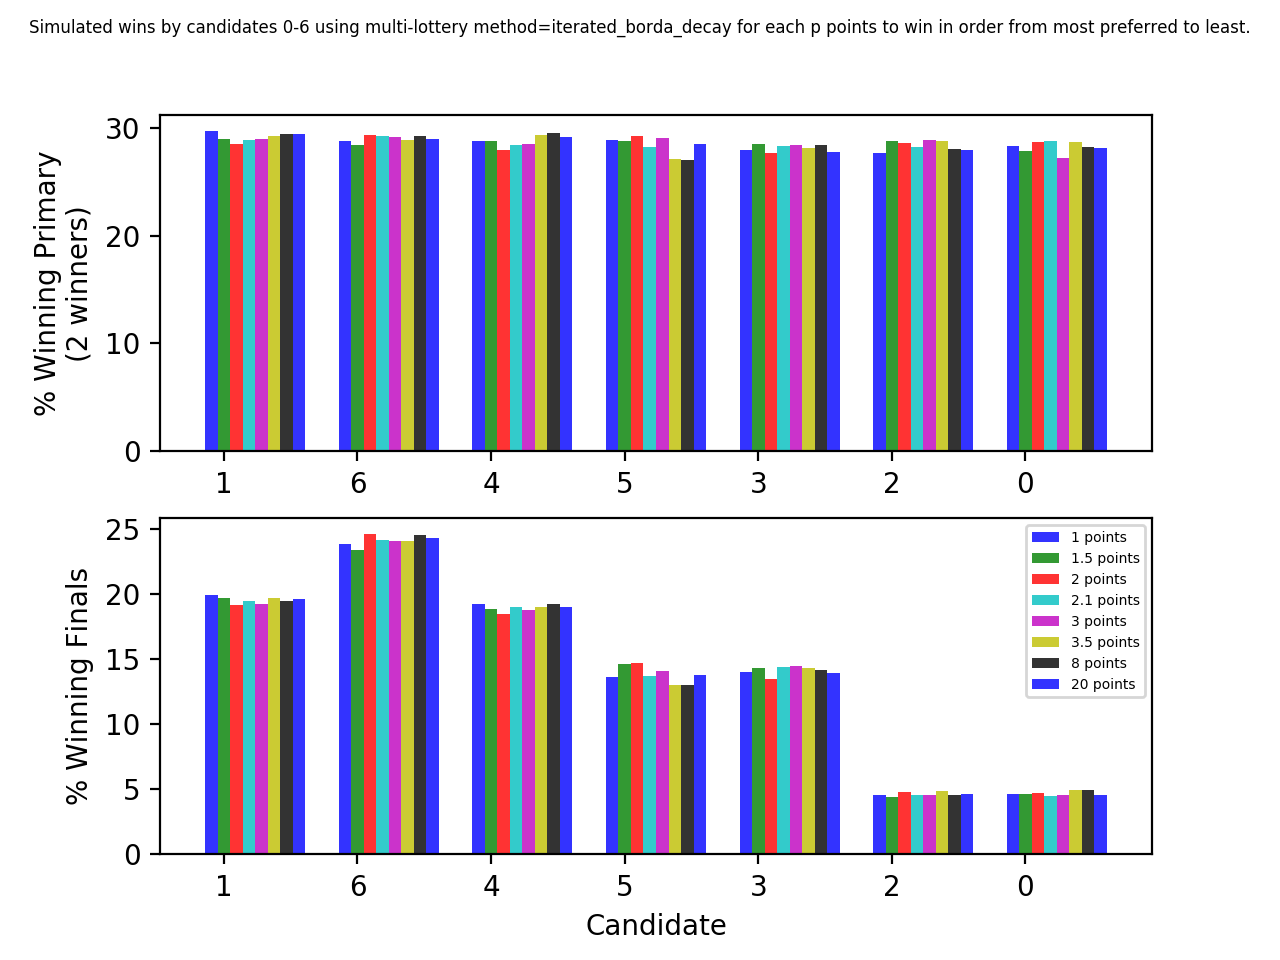 Simulated wins by candidates 0-6 using multi-lottery method=iterated_borda_decay for each p points to win in order from most preferred to least.
% Winning Primary
(2 winners)
30
20
10
0
1 6 4 5 3 2 0
% Winning Finals
25
20
15
10
5
0
1 points
1.5 points
2 points
2.1 points
3 points
3.5 points
8 points
20 points
1 6 4 5 3 2 0
Candidate